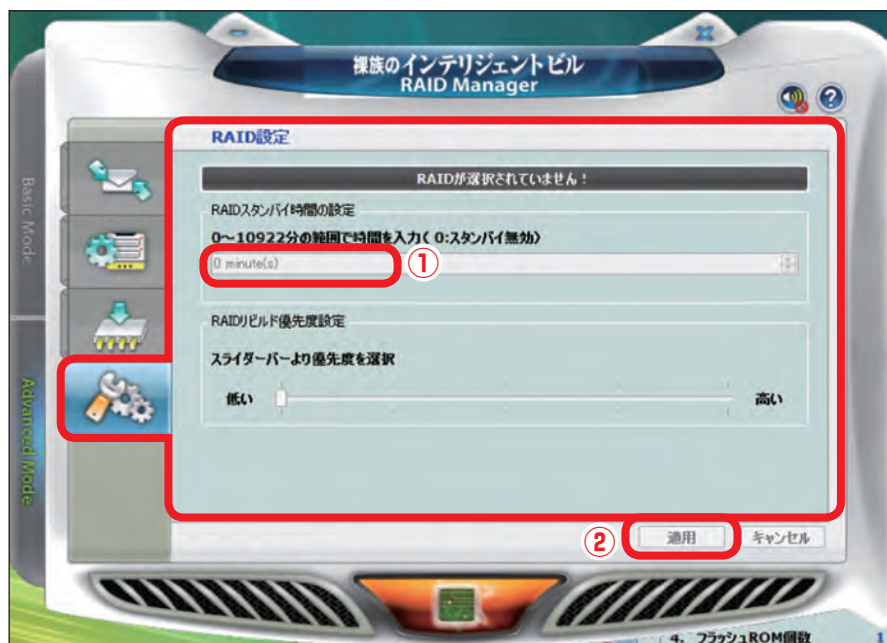 裸族のインテリジェントビル
RAID Manager
?
RAID設定
RAIDが選択されていません！
RAIDスタンバイ時間の設定
0～10922分の範囲で時間を入力( 0:スタンバイ無効)
0 minute(s)
①
RAIDリビルド優先度設定
スライダーバーより優先度を選択
低い 高い
Basic Mode
Advanced Mode
② 適用 キャンセル
4. フラッシュROM個数